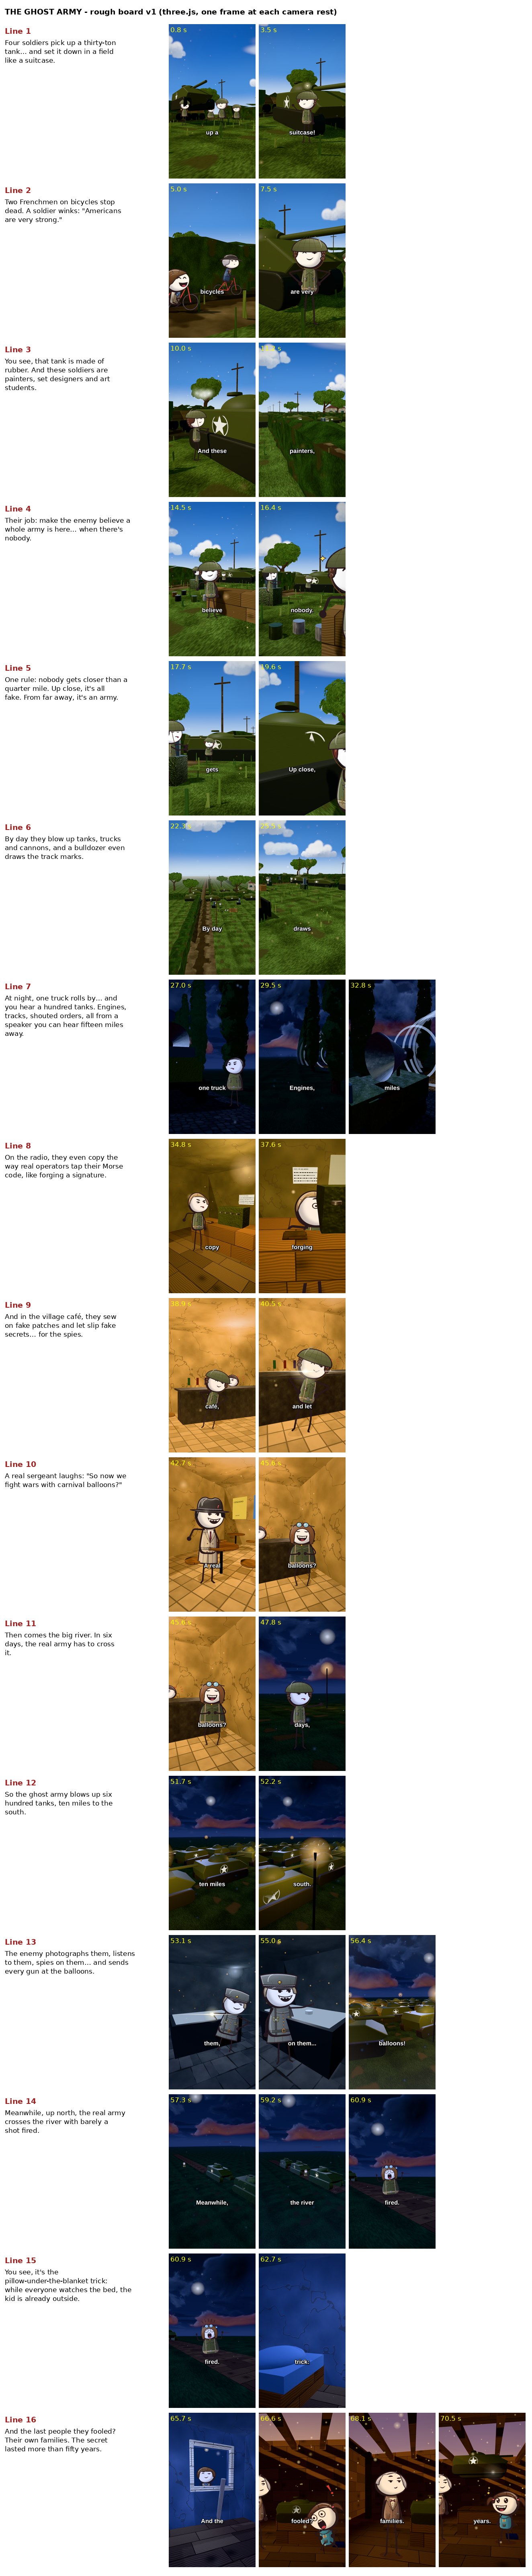 THE GHOST ARMY - rough board v1 (three.js, one frame at each camera rest)
Line 1
Four soldiers pick up a thirty-ton
tank... and set it down in a field
like a suitcase.
0.8 s
3.5 s
up a
suitcase!
Line 2
Two Frenchmen on bicycles stop
dead. A soldier winks: "Americans
are very strong."
5.0 s
7.5 s
bicycles
are very
Line 3
You see, that tank is made of
rubber. And these soldiers are
painters, set designers and art
students.
10.0 s
And these
painters,
Line 4
Their job: make the enemy believe a
whole army is here... when there's
nobody.
14.5 s
16.4 s
believe
nobody.
Line 5
One rule: nobody gets closer than a
quarter mile. Up close, it's all
fake. From far away, it's an army.
17.7 s
19.6 s
gets
Up close,
Line 6
By day they blow up tanks, trucks
and cannons, and a bulldozer even
draws the track marks.
22.3 s
By day
draws
Line 7
At night, one truck rolls by... and
you hear a hundred tanks. Engines,
tracks, shouted orders, all from a
speaker you can hear fifteen miles
away.
27.0 s
29.5 s
32.8 s
one truck
Engines,
miles
Line 8
On the radio, they even copy the
way real operators tap their Morse
code, like forging a signature.
34.8 s
37.6 s
copy
forging
Line 9
And in the village café, they sew
on fake patches and let slip fake
secrets... for the spies.
38.9 s
40.5 s
café,
and let
Line 10
A real sergeant laughs: "So now we
fight wars with carnival balloons?"
42.7 s
45.6 s
A real
balloons?
Line 11
Then comes the big river. In six
days, the real army has to cross
it.
45.6 s
47.8 s
balloons?
days,
Line 12
So the ghost army blows up six
hundred tanks, ten miles to the
south.
51.7 s
52.2 s
ten miles
south.
Line 13
The enemy photographs them, listens
to them, spies on them... and sends
every gun at the balloons.
53.1 s
55.0 s
56.4 s
them,
on them...
balloons!
Line 14
Meanwhile, up north, the real army
crosses the river with barely a
shot fired.
57.3 s
59.2 s
60.9 s
Meanwhile,
the river
fired.
Line 15
You see, it's the
pillow-under-the-blanket trick:
while everyone watches the bed, the
kid is already outside.
60.9 s
62.7 s
fired.
trick:
Line 16
And the last people they fooled?
Their own families. The secret
lasted more than fifty years.
65.7 s
66.6 s
68.1 s
70.5 s
And the
fooled?
families.
years.